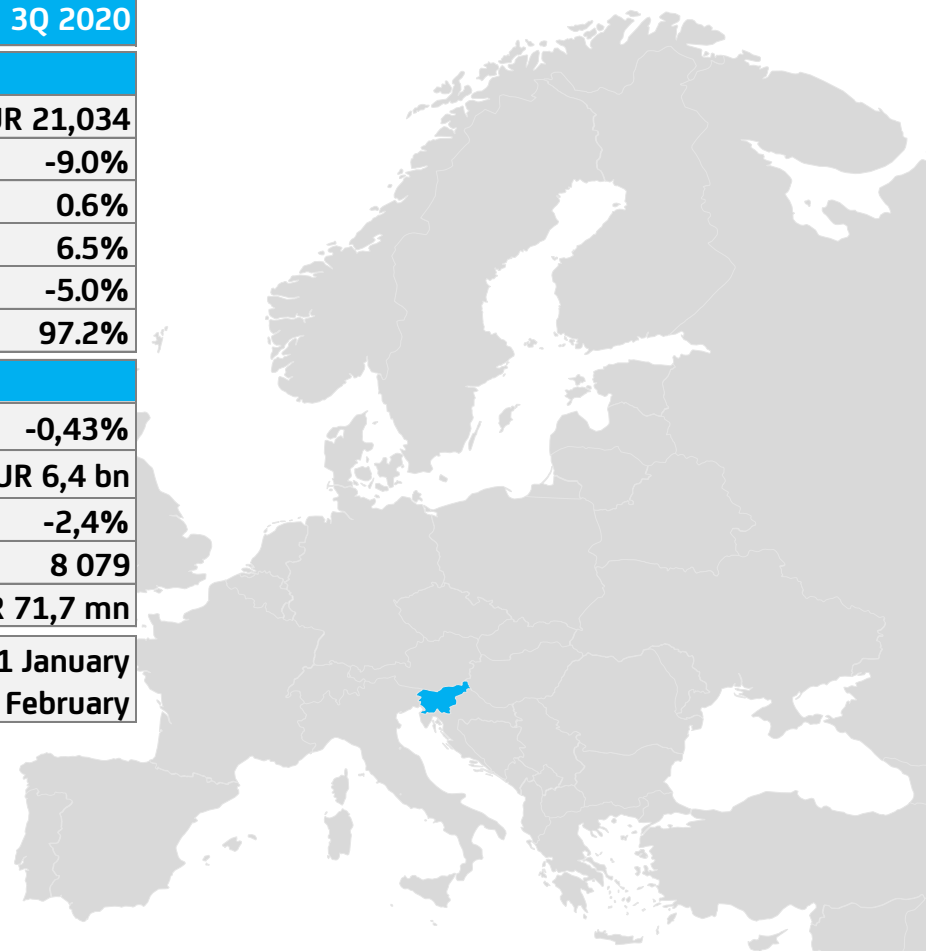 3Q 2020
21,034
-9.0%
0.6%
6.5%
-5.0%
97.2%
-0,43%
6,4 bn
-2,4%
8 079
71,7 mn
1 January
February